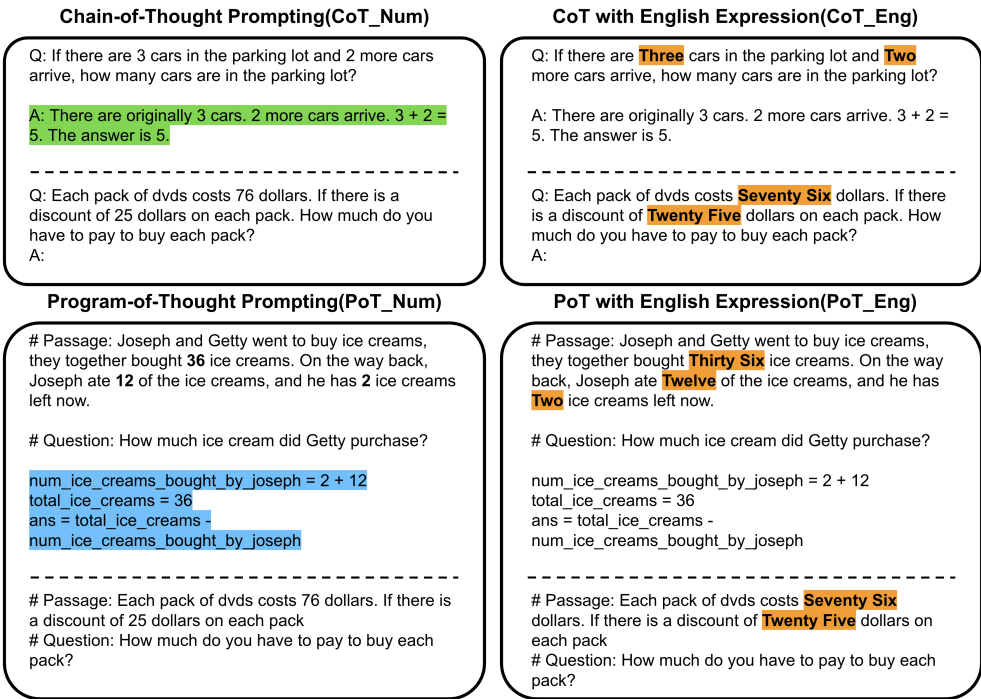 Chain-of-Thought Prompting(CoT_Num)
Q: If there are 3 cars in the parking lot and 2 more cars
arrive, how many cars are in the parking lot?
A: There are originally 3 cars. 2 more cars arrive. 3 + 2 =
5. The answer is 5.
Q: Each pack of dvds costs 76 dollars. If there is a
discount of 25 dollars on each pack. How much do you
have to pay to buy each pack?
A:
CoT with English Expression(CoT_Eng)
Q: If there are Three cars in the parking lot and Two
more cars arrive, how many cars are in the parking lot?
A: There are originally 3 cars. 2 more cars arrive. 3 + 2 =
5. The answer is 5.
Q: Each pack of dvds costs Seventy Six dollars. If there
is a discount of Twenty Five dollars on each pack. How
much do you have to pay to buy each pack?
A:
Program-of-Thought Prompting(PoT_Num)
# Passage: Joseph and Getty went to buy ice creams,
they together bought 36 ice creams. On the way back,
Joseph ate 12 of the ice creams, and he has 2 ice creams
left now.
# Question: How much ice cream did Getty purchase?
num_ice_creams_bought_by_joseph = 2 + 12
total_ice_creams = 36
ans = total_ice_creams -
num_ice_creams_bought_by_joseph
# Passage: Each pack of dvds costs 76 dollars. If there is
a discount of 25 dollars on each pack
# Question: How much do you have to pay to buy each
pack?
PoT with English Expression(PoT_Eng)
# Passage: Joseph and Getty went to buy ice creams,
they together bought Thirty Six ice creams. On the way
back, Joseph ate Twelve of the ice creams, and he has
Two ice creams left now.
# Question: How much ice cream did Getty purchase?
num_ice_creams_bought_by_joseph = 2 + 12
total_ice_creams = 36
ans = total_ice_creams -
num_ice_creams_bought_by_joseph
# Passage: Each pack of dvds costs Seventy Six
dollars. If there is a discount of Twenty Five dollars on
each pack
# Question: How much do you have to pay to buy each
pack?